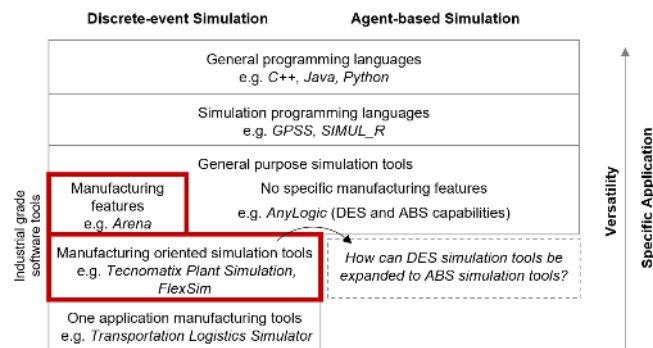 Discrete-event Simulation
Agent-based Simulation
General programming languages
e.g. C++, Java, Python
Simulation programming languages
e.g. GPSS, SIMUL_R
General purpose simulation tools
Manufacturing
features
e.g. Arena
No specific manufacturing features
e.g. AnyLogic (DES and ABS capabilities)
Manufacturing oriented simulation tools
e.g. Tecnomatix Plant Simulation,
FlexSim
How can DES simulation tools be
expanded to ABS simulation tools?
One application manufacturing tools
e.g. Transportation Logistics Simulator
Industrial grade
software tools
Versatility
Specific Application